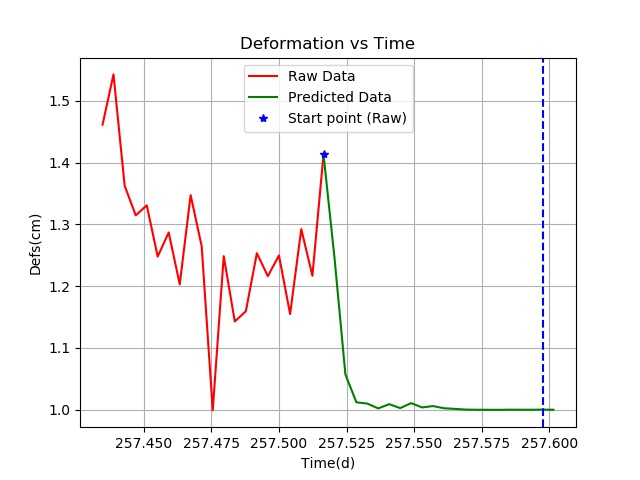 Deformation vs Time
Raw Data
Predicted Data
Start point (Raw)
Defs(cm)
1.5
1.4
1.3
1.2
1.1
1.0
257.450 257.475 257.500 257.525 257.550 257.575 257.600
Time(d)